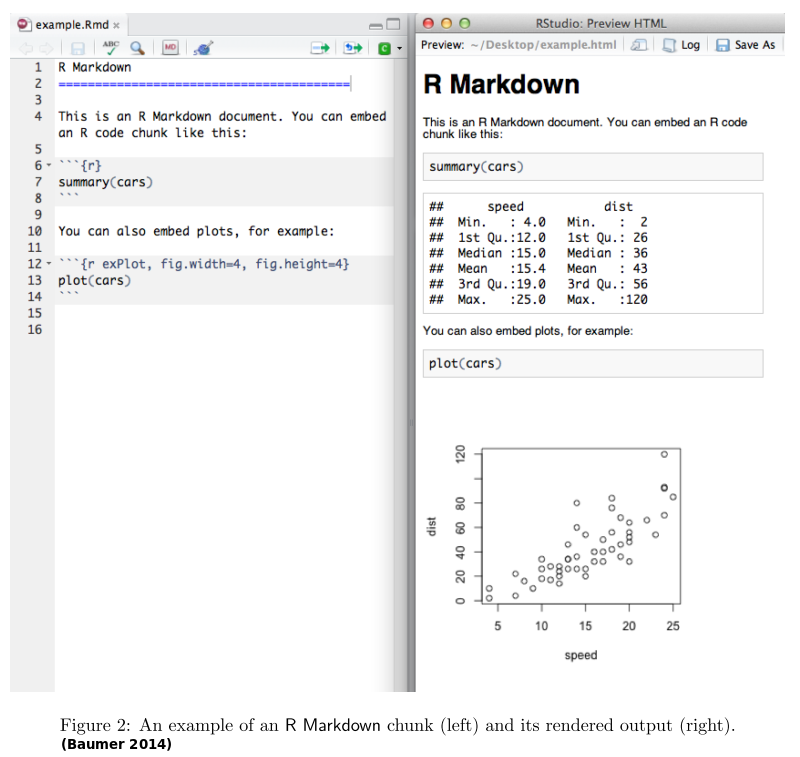 example.Rmd ×
ABC
MD
C
1 R Markdown
2 ========================================
3
4 This is an R Markdown document. You can embed
an R code chunk like this:
5
6 ```{r}
7 summary(cars)
8 ```
9
10 You can also embed plots, for example:
11
12 ```{r exPlot, fig.width=4, fig.height=4}
13 plot(cars)
14 ```
15
16
RStudio: Preview HTML
Preview: ~/Desktop/example.html Log Save As
R Markdown
This is an R Markdown document. You can embed an R code
chunk like this:
summary(cars)
## speed dist
## Min. : 4.0 Min. : 2
## 1st Qu.:12.0 1st Qu.: 26
## Median :15.0 Median : 36
## Mean :15.4 Mean : 43
## 3rd Qu.:19.0 3rd Qu.: 56
## Max. :25.0 Max. :120
You can also embed plots, for example:
plot(cars)
dist
120
80
60
40
20
0
5 10 15 20 25
speed
Figure 2: An example of an R Markdown chunk (left) and its rendered output (right).
(Baumer 2014)